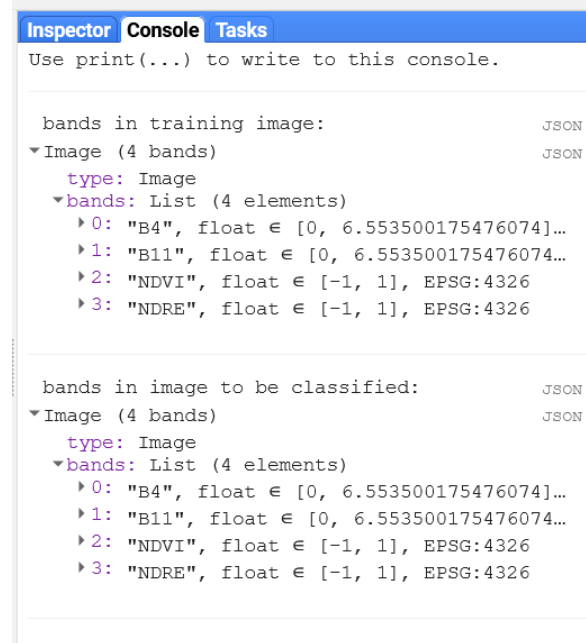 Inspector Console Tasks
Use print(...) to write to this console.
bands in training image: JSON
Image (4 bands) JSON
type: Image
bands: List (4 elements)
0: "B4", float ∈ [0, 6.553500175476074]…
1: "B11", float ∈ [0, 6.553500175476074…
2: "NDVI", float ∈ [-1, 1], EPSG:4326
3: "NDRE", float ∈ [-1, 1], EPSG:4326
bands in image to be classified: JSON
Image (4 bands) JSON
type: Image
bands: List (4 elements)
0: "B4", float ∈ [0, 6.553500175476074]…
1: "B11", float ∈ [0, 6.553500175476074…
2: "NDVI", float ∈ [-1, 1], EPSG:4326
3: "NDRE", float ∈ [-1, 1], EPSG:4326